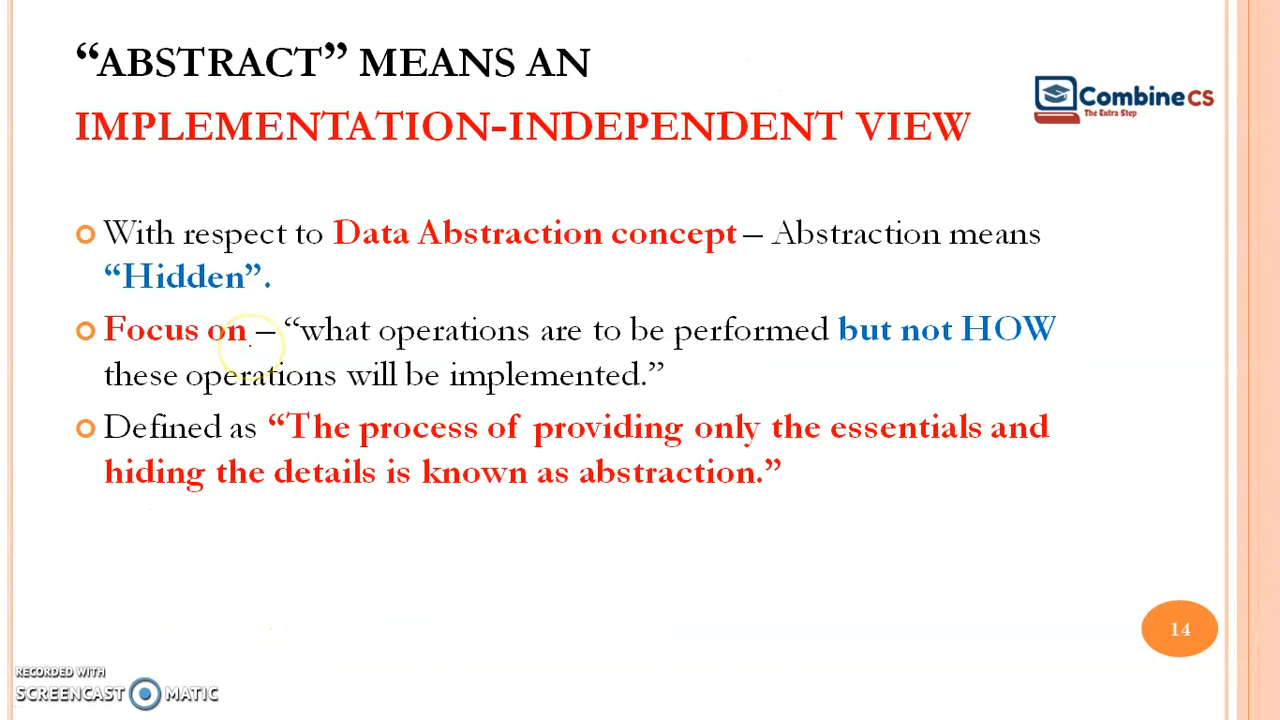 “ABSTRACT” MEANS AN
IMPLEMENTATION-INDEPENDENT VIEW
Combine CS
The Extra Step
With respect to Data Abstraction concept – Abstraction means
“Hidden”.
Focus on – “what operations are to be performed but not HOW
these operations will be implemented.”
Defined as “The process of providing only the essentials and
hiding the details is known as abstraction.”
14
RECORDED WITH
SCREENCAST MATIC